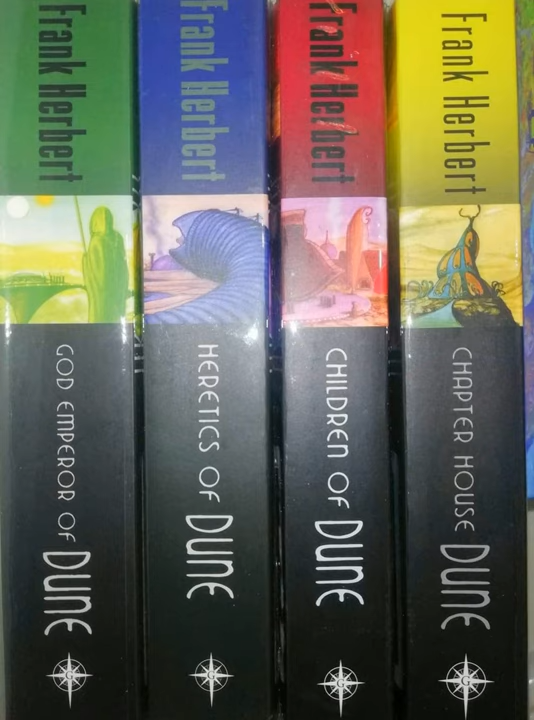 Frank Herbert
GOD EMPEROR OF DUNE
G
Frank Herbert
HERETICS OF DUNE
G
Frank Herbert
CHILDREN OF DUNE
G
Frank Herbert
CHAPTER HOUSE DUNE
G